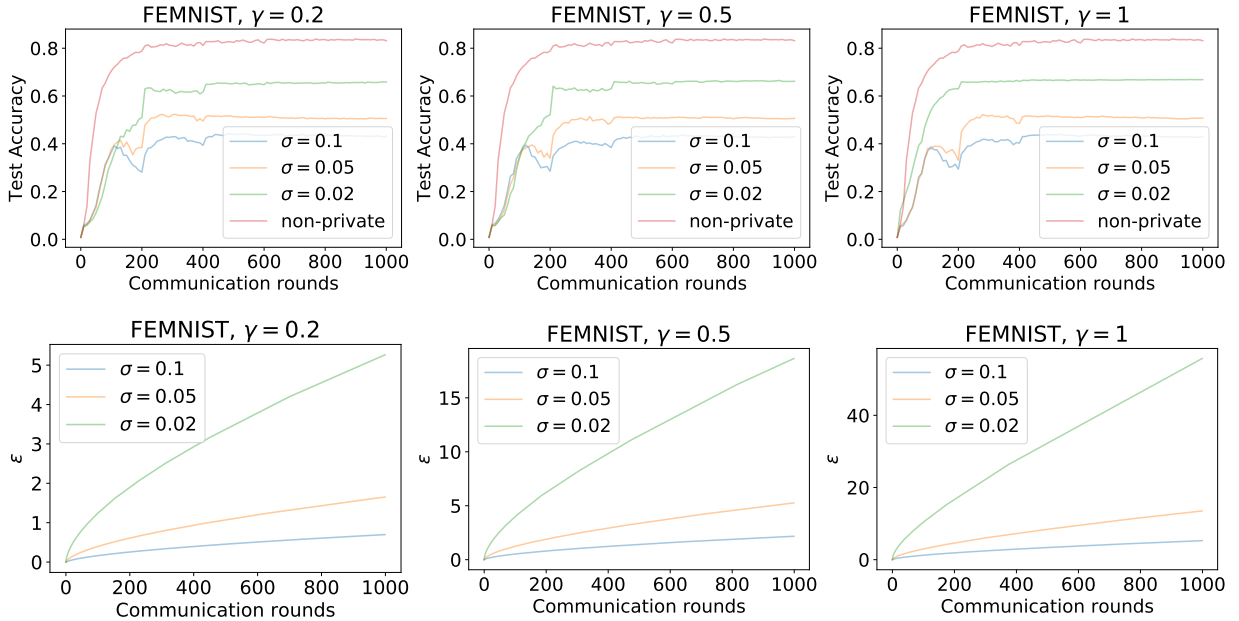 FEMNIST, γ = 0.2
Test Accuracy
0.8
0.6
0.4
0.2
0.0
σ = 0.1
σ = 0.05
σ = 0.02
non-private
0 200 400 600 800 1000
Communication rounds
FEMNIST, γ = 0.5
Test Accuracy
0.8
0.6
0.4
0.2
0.0
σ = 0.1
σ = 0.05
σ = 0.02
non-private
0 200 400 600 800 1000
Communication rounds
FEMNIST, γ = 1
Test Accuracy
0.8
0.6
0.4
0.2
0.0
σ = 0.1
σ = 0.05
σ = 0.02
non-private
0 200 400 600 800 1000
Communication rounds
FEMNIST, γ = 0.2
ε
5
4
3
2
1
0
σ = 0.1
σ = 0.05
σ = 0.02
0 200 400 600 800 1000
Communication rounds
FEMNIST, γ = 0.5
ε
15
10
5
0
σ = 0.1
σ = 0.05
σ = 0.02
0 200 400 600 800 1000
Communication rounds
FEMNIST, γ = 1
ε
40
20
0
σ = 0.1
σ = 0.05
σ = 0.02
0 200 400 600 800 1000
Communication rounds